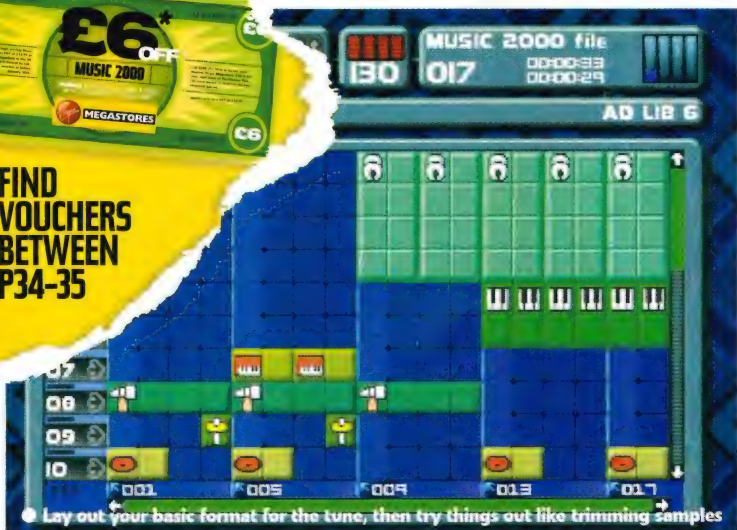 £6*
OFF
MUSIC 2000
MEGASTORES
£6
FIND
VOUCHERS
BETWEEN
P34-35
130
017
MUSIC 2000 file
00:00:33
00:00:29
AD LIB 6
07
08
09
10
001
005
009
013
017
● Lay out your basic format for the tune, then try things out like trimming samples